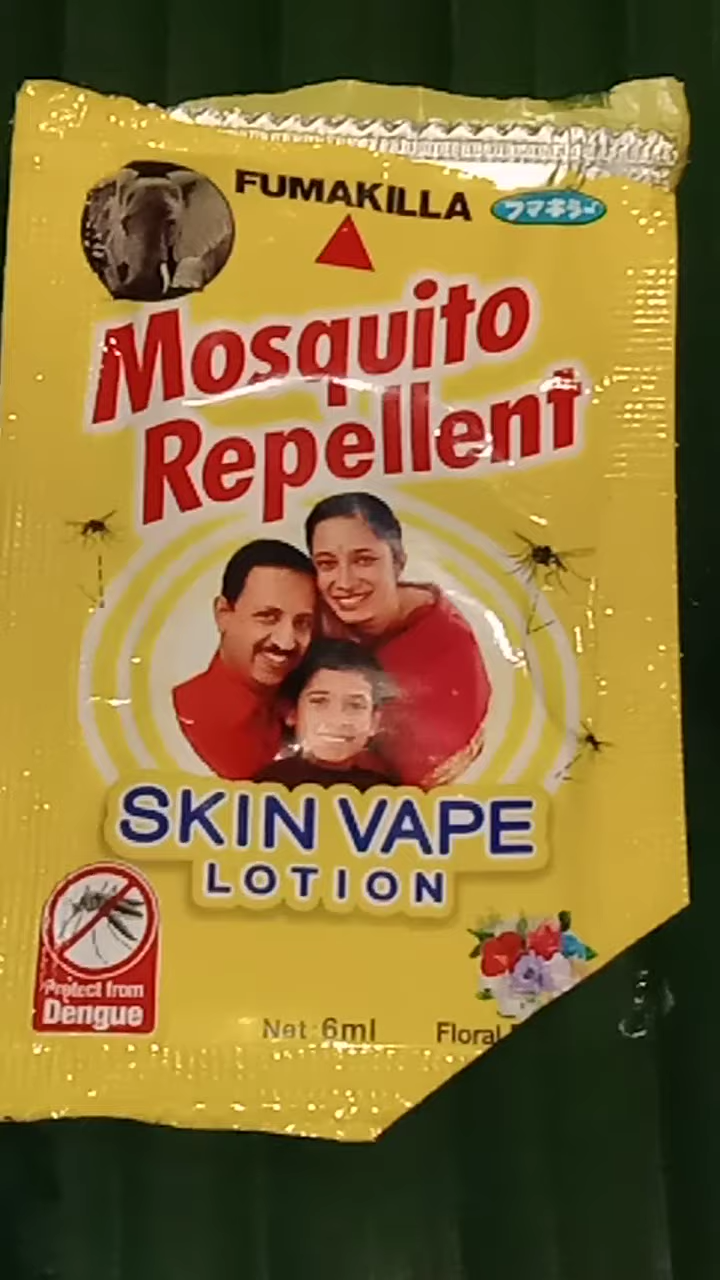 FUMAKILLA フマキラー
Mosquito
Repellent
SKIN VAPE
LOTION
Protect from
Dengue
Net 6ml
Floral